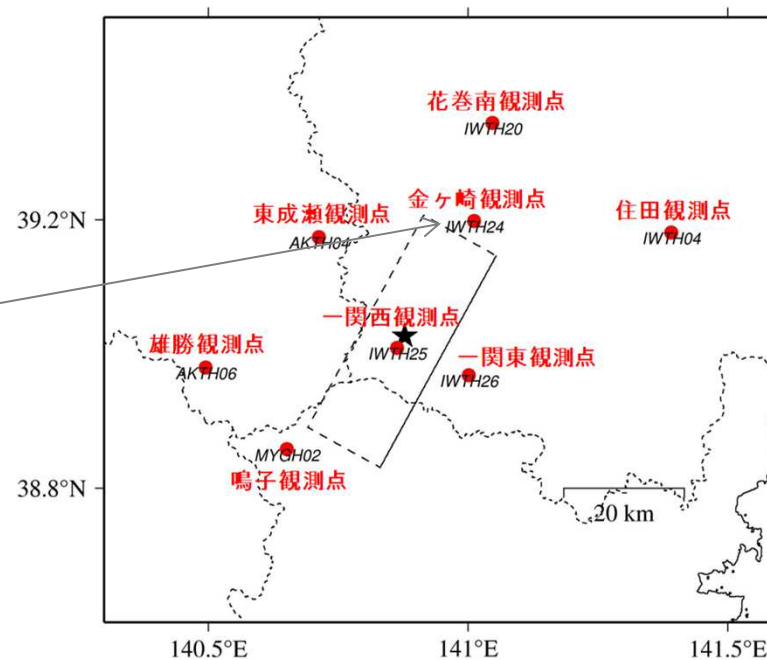 花巻南観測点
IWTH20
金ヶ崎観測点
IWTH24
東成瀬観測点
AKTH04
住田観測点
IWTH04
39.2°N
一関西観測点
IWTH25
雄勝観測点
AKTH06
一関東観測点
IWTH26
MYGH02
鳴子観測点
38.8°N
20 km
140.5°E
141°E
141.5°E